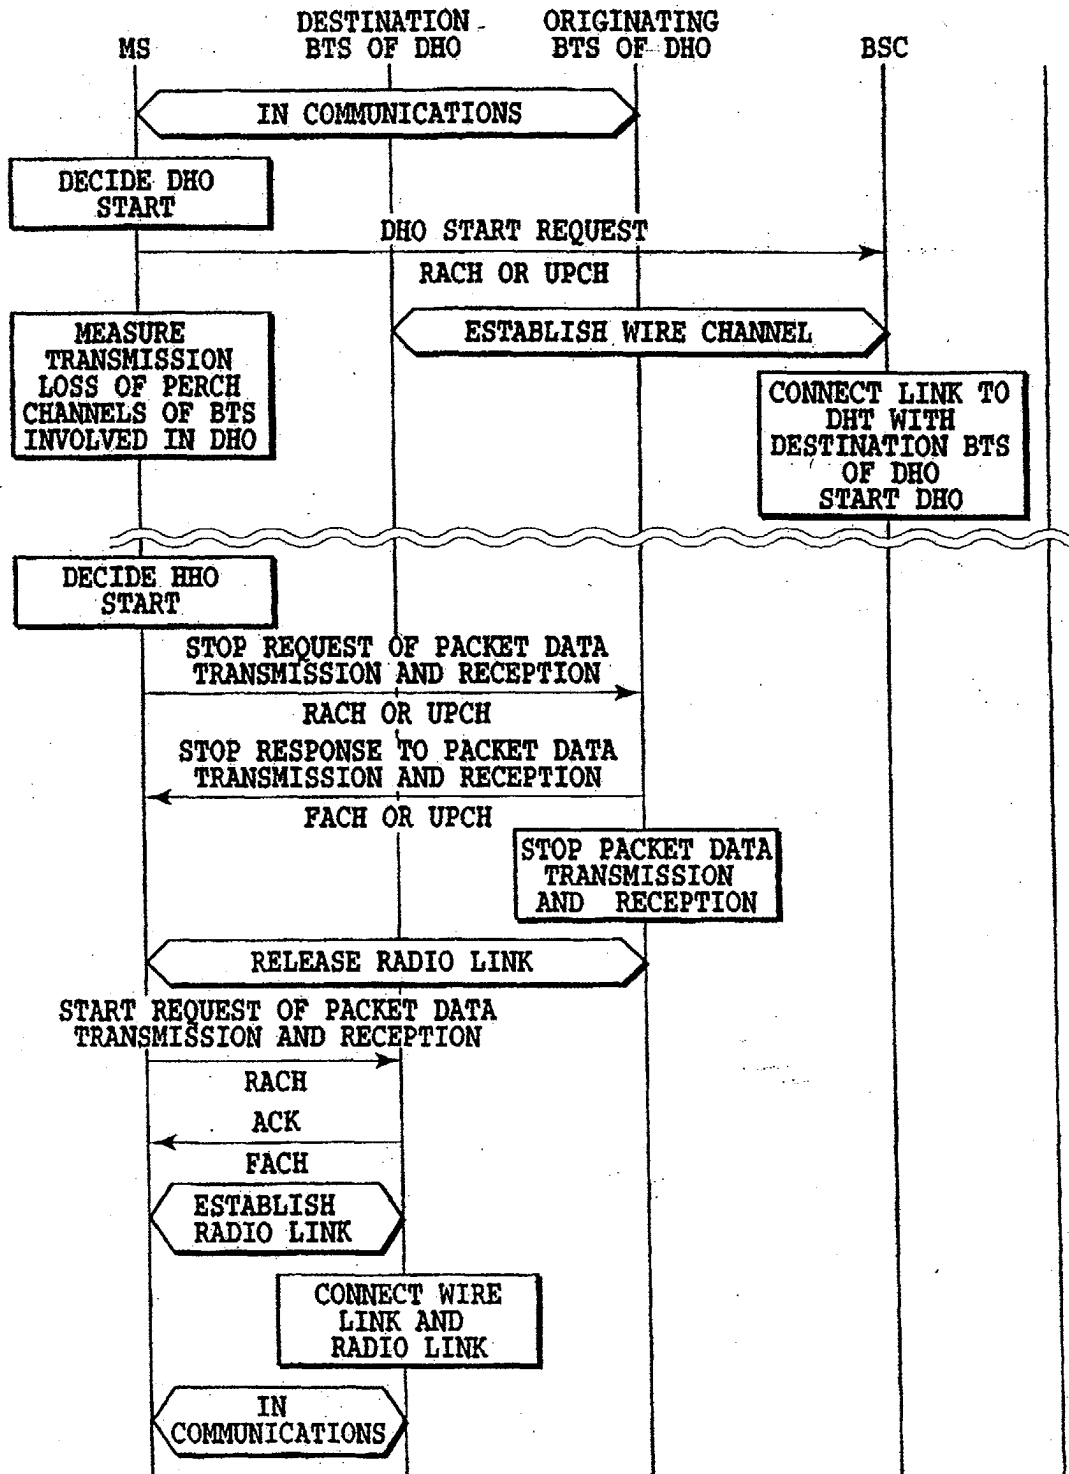 DESTINATION ORIGINATING
MS BTS OF DHO BTS OF DHO BSC
IN COMMUNICATIONS
DECIDE DHO
START
DHO START REQUEST
RACH OR UPCH
MEASURE
TRANSMISSION
LOSS OF PERCH
CHANNELS OF BTS
INVOLVED IN DHO
ESTABLISH WIRE CHANNEL
CONNECT LINK TO
DHT WITH
DESTINATION BTS
OF DHO
START DHO
DECIDE HHO
START
STOP REQUEST OF PACKET DATA
TRANSMISSION AND RECEPTION
RACH OR UPCH
STOP RESPONSE TO PACKET DATA
TRANSMISSION AND RECEPTION
FACH OR UPCH
STOP PACKET DATA
TRANSMISSION
AND RECEPTION
RELEASE RADIO LINK
START REQUEST OF PACKET DATA
TRANSMISSION AND RECEPTION
RACH
ACK
FACH
ESTABLISH
RADIO LINK
CONNECT WIRE
LINK AND
RADIO LINK
IN
COMMUNICATIONS